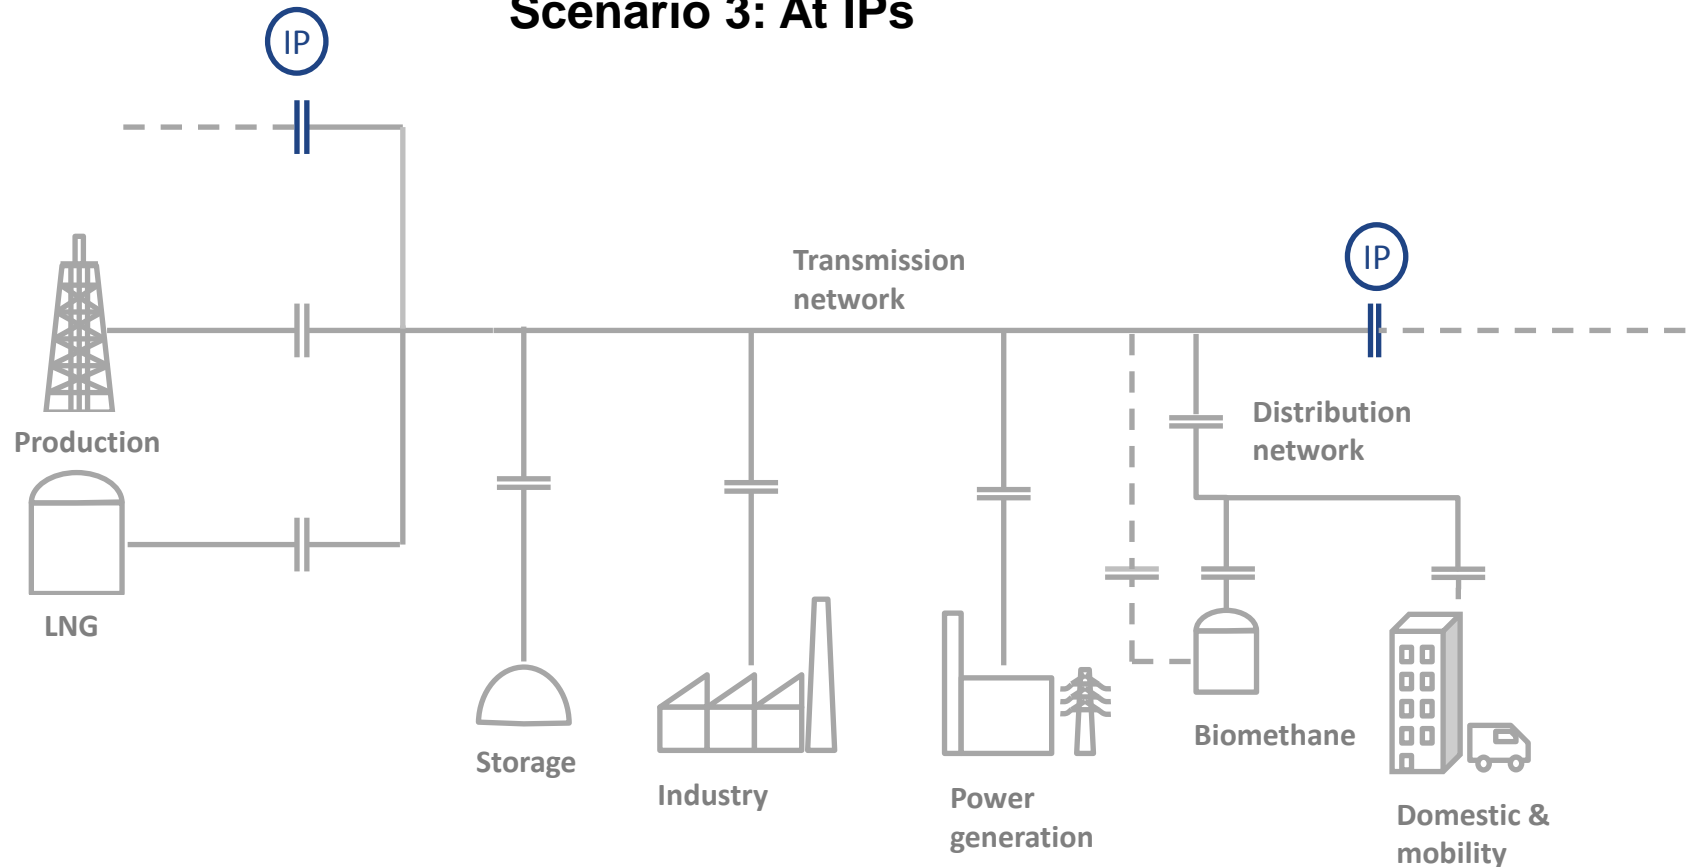 Scenario 3: At IPs
IP
IP
Transmission
network
Production
Distribution
network
LNG
Storage
Industry
Power
generation
Biomethane
Domestic &
mobility